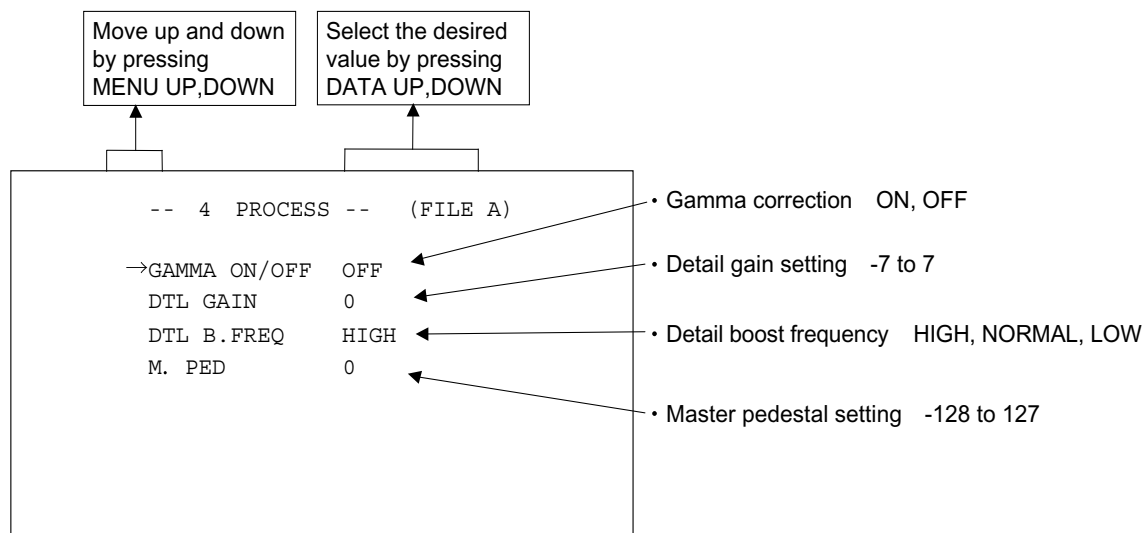 Move up and down
by pressing
MENU UP,DOWN
Select the desired
value by pressing
DATA UP,DOWN
-- 4 PROCESS -- (FILE A)
→GAMMA ON/OFF OFF
DTL GAIN 0
DTL B.FREQ HIGH
M. PED 0
・Gamma correction ON, OFF
・Detail gain setting -7 to 7
・Detail boost frequency HIGH, NORMAL, LOW
・Master pedestal setting -128 to 127